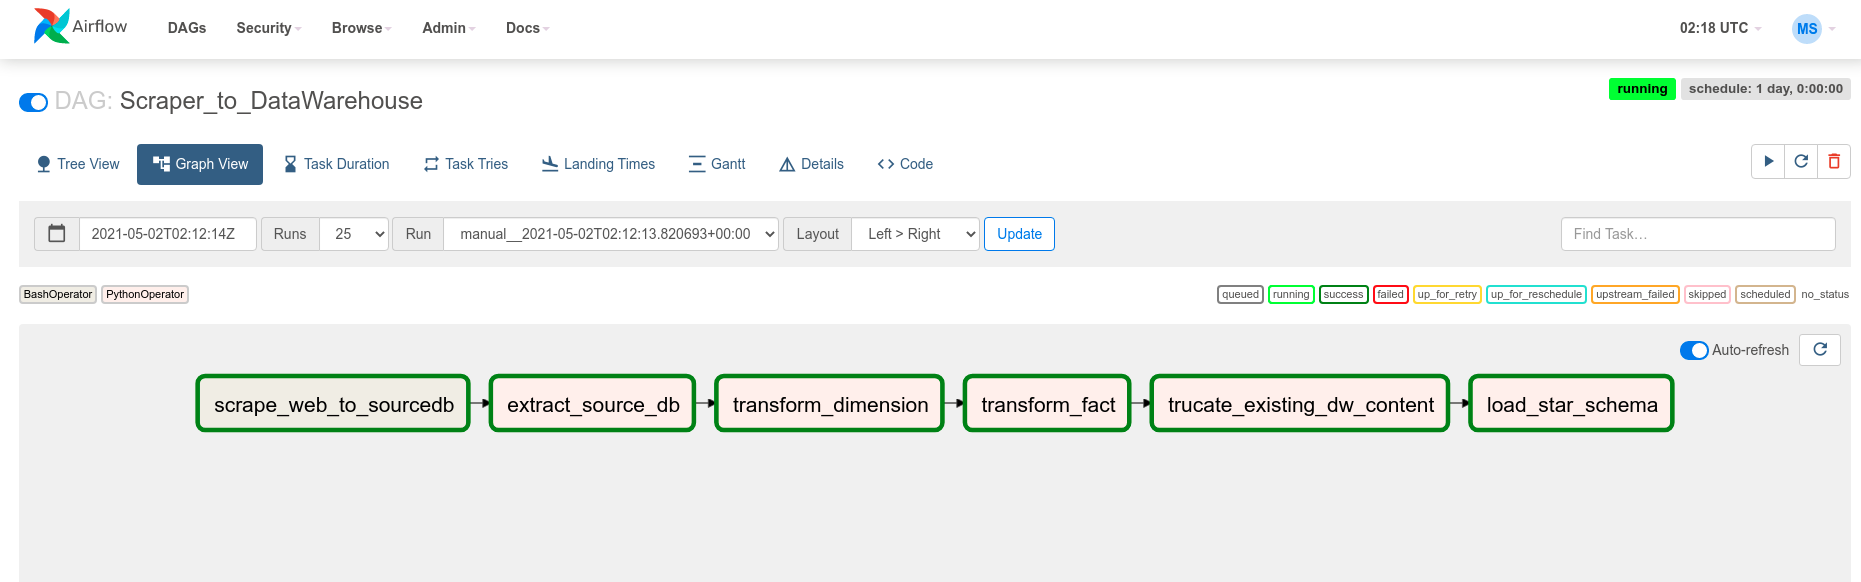 Airflow DAGs Security Browse Admin Docs 02:18 UTC MS
DAG: Scraper_to_DataWarehouse running schedule: 1 day, 0:00:00
Tree View Graph View Task Duration Task Tries Landing Times Gantt Details Code
2021-05-02T02:12:14Z Runs 25 Run manual__2021-05-02T02:12:13.820693+00:00 Layout Left > Right Update Find Task...
BashOperator PythonOperator queued running success failed up_for_retry up_for_reschedule upstream_failed skipped scheduled no_status
Auto-refresh
scrape_web_to_sourcedb extract_source_db transform_dimension transform_fact trucate_existing_dw_content load_star_schema